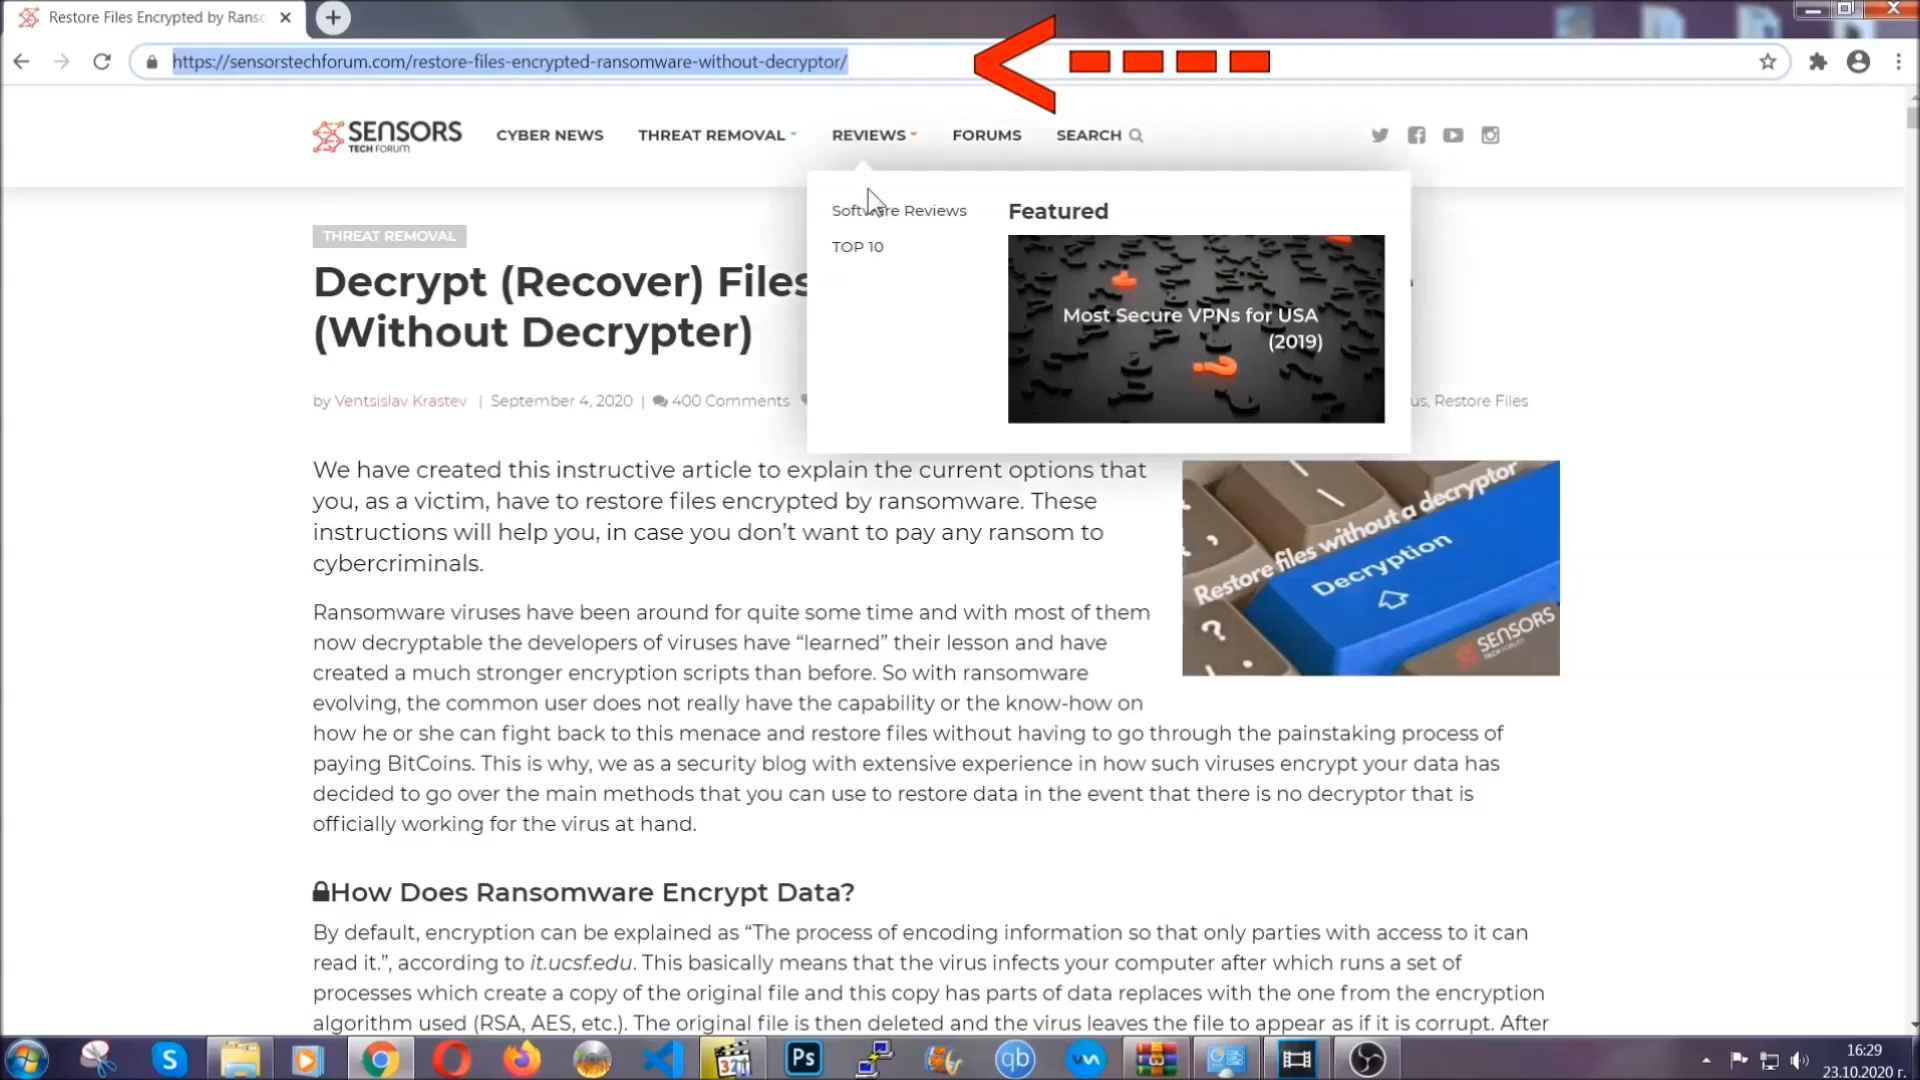 Restore Files Encrypted by Ranso
https://sensorstechforum.com/restore-files-encrypted-ransomware-without-decryptor/
SENSORS
TECH FORUM
CYBER NEWS
THREAT REMOVAL
REVIEWS
FORUMS
SEARCH
Software Reviews
TOP 10
Featured
Most Secure VPNs for USA
(2019)
THREAT REMOVAL
Decrypt (Recover) Files
(Without Decrypter)
by Ventsislav Krastev | September 4, 2020 | 400 Comments
us, Restore Files
We have created this instructive article to explain the current options that
you, as a victim, have to restore files encrypted by ransomware. These
instructions will help you, in case you don’t want to pay any ransom to
cybercriminals.
Restore files without a decryptor
Decryption
SENSORS
TECH FORUM
Ransomware viruses have been around for quite some time and with most of them
now decryptable the developers of viruses have “learned” their lesson and have
created a much stronger encryption scripts than before. So with ransomware
evolving, the common user does not really have the capability or the know-how on
how he or she can fight back to this menace and restore files without having to go through the painstaking process of
paying BitCoins. This is why, we as a security blog with extensive experience in how such viruses encrypt your data has
decided to go over the main methods that you can use to restore data in the event that there is no decryptor that is
officially working for the virus at hand.
How Does Ransomware Encrypt Data?
By default, encryption can be explained as “The process of encoding information so that only parties with access to it can
read it.”, according to it.ucsf.edu. This basically means that the virus infects your computer after which runs a set of
processes which create a copy of the original file and this copy has parts of data replaces with the one from the encryption
algorithm used (RSA, AES, etc.). The original file is then deleted and the virus leaves the file to appear as if it is corrupt. After
S
321
Ps
qb
16:29
23.10.2020 г.